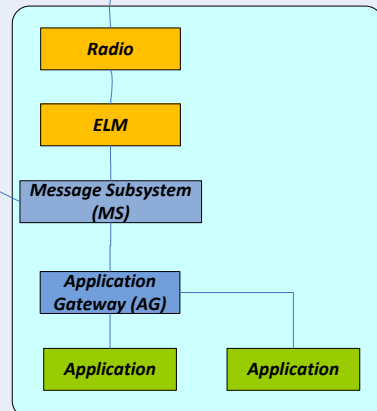 Radio
ELM
Message Subsystem
(MS)
Application
Gateway (AG)
Application
Application